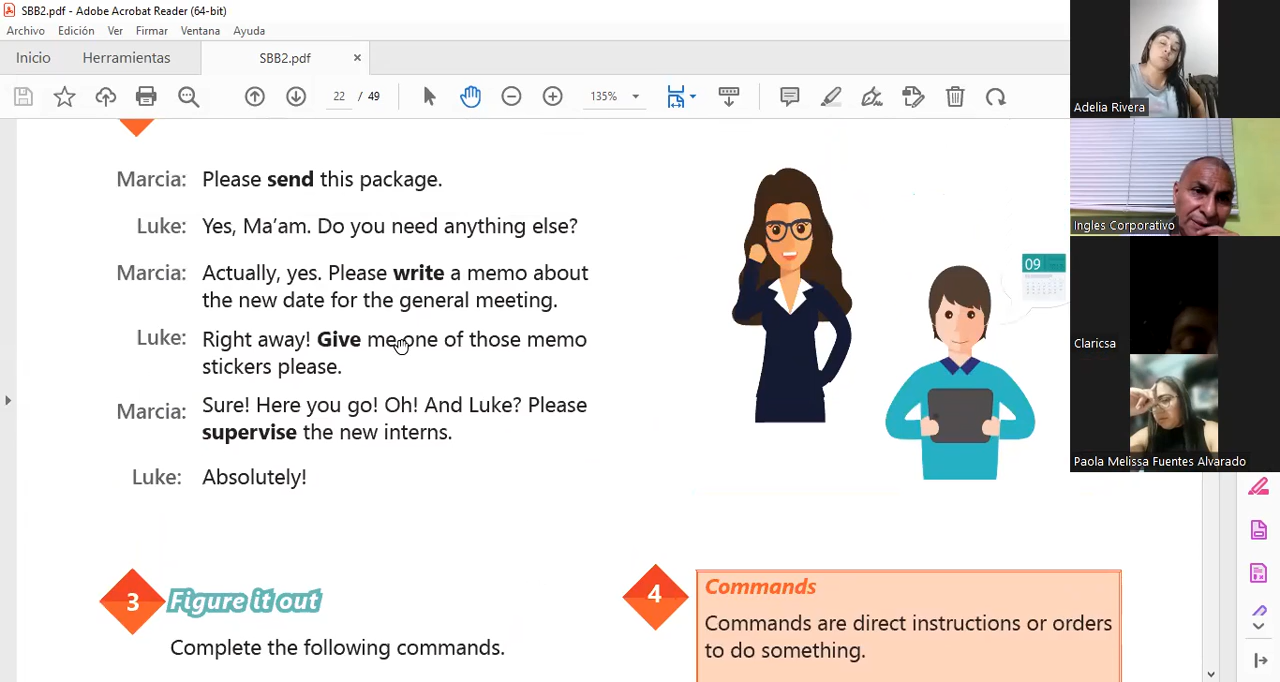 SBB2.pdf - Adobe Acrobat Reader (64-bit)
Archivo Edición Ver Firmar Ventana Ayuda
Inicio Herramientas SBB2.pdf ×
22 / 49 135%
Marcia: Please send this package.
Luke: Yes, Ma’am. Do you need anything else?
Marcia: Actually, yes. Please write a memo about
the new date for the general meeting.
Luke: Right away! Give me one of those memo
stickers please.
Marcia: Sure! Here you go! Oh! And Luke? Please
supervise the new interns.
Luke: Absolutely!
09
3 Figure it out
Complete the following commands.
4 Commands
Commands are direct instructions or orders
to do something.
Adelia Rivera
Ingles Corporativo
Claricsa
Paola Melissa Fuentes Alvarado